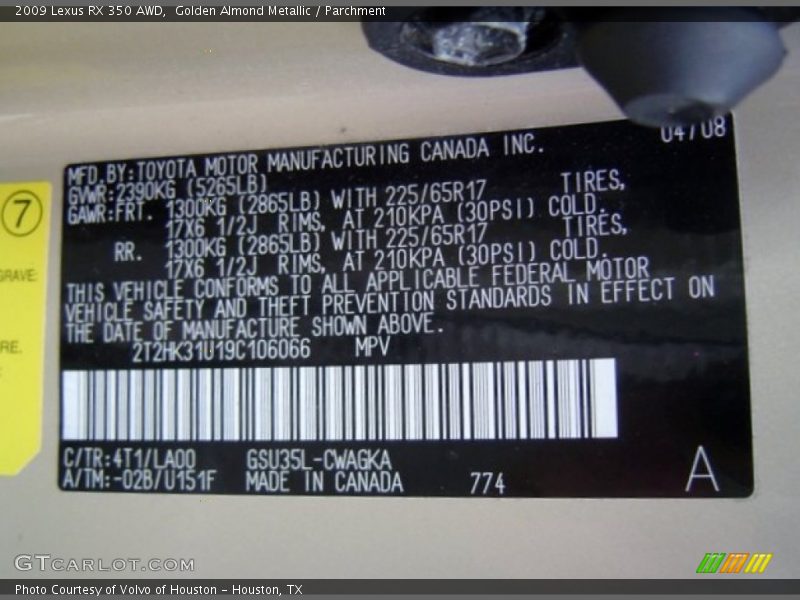 2009 Lexus RX 350 AWD, Golden Almond Metallic / Parchment
04/08
MFD.BY:TOYOTA MOTOR MANUFACTURING CANADA INC.
GVWR:2390KG (5265LB)
GAWR:FRT. 1300KG (2865LB) WITH 225/65R17 TIRES,
17X6 1/2J RIMS, AT 210KPA (30PSI) COLD.
RR. 1300KG (2865LB) WITH 225/65R17 TIRES,
17X6 1/2J RIMS, AT 210KPA (30PSI) COLD.
THIS VEHICLE CONFORMS TO ALL APPLICABLE FEDERAL MOTOR
VEHICLE SAFETY AND THEFT PREVENTION STANDARDS IN EFFECT ON
THE DATE OF MANUFACTURE SHOWN ABOVE.
2T2HK31U19C106066 MPV
C/TR:4T1/LA00 GSU35L-CWAGKA
A/TM:-02B/U151F MADE IN CANADA 774
A
7
GRAVE
RE.
GTCARLOT.COM
Photo Courtesy of Volvo of Houston - Houston, TX